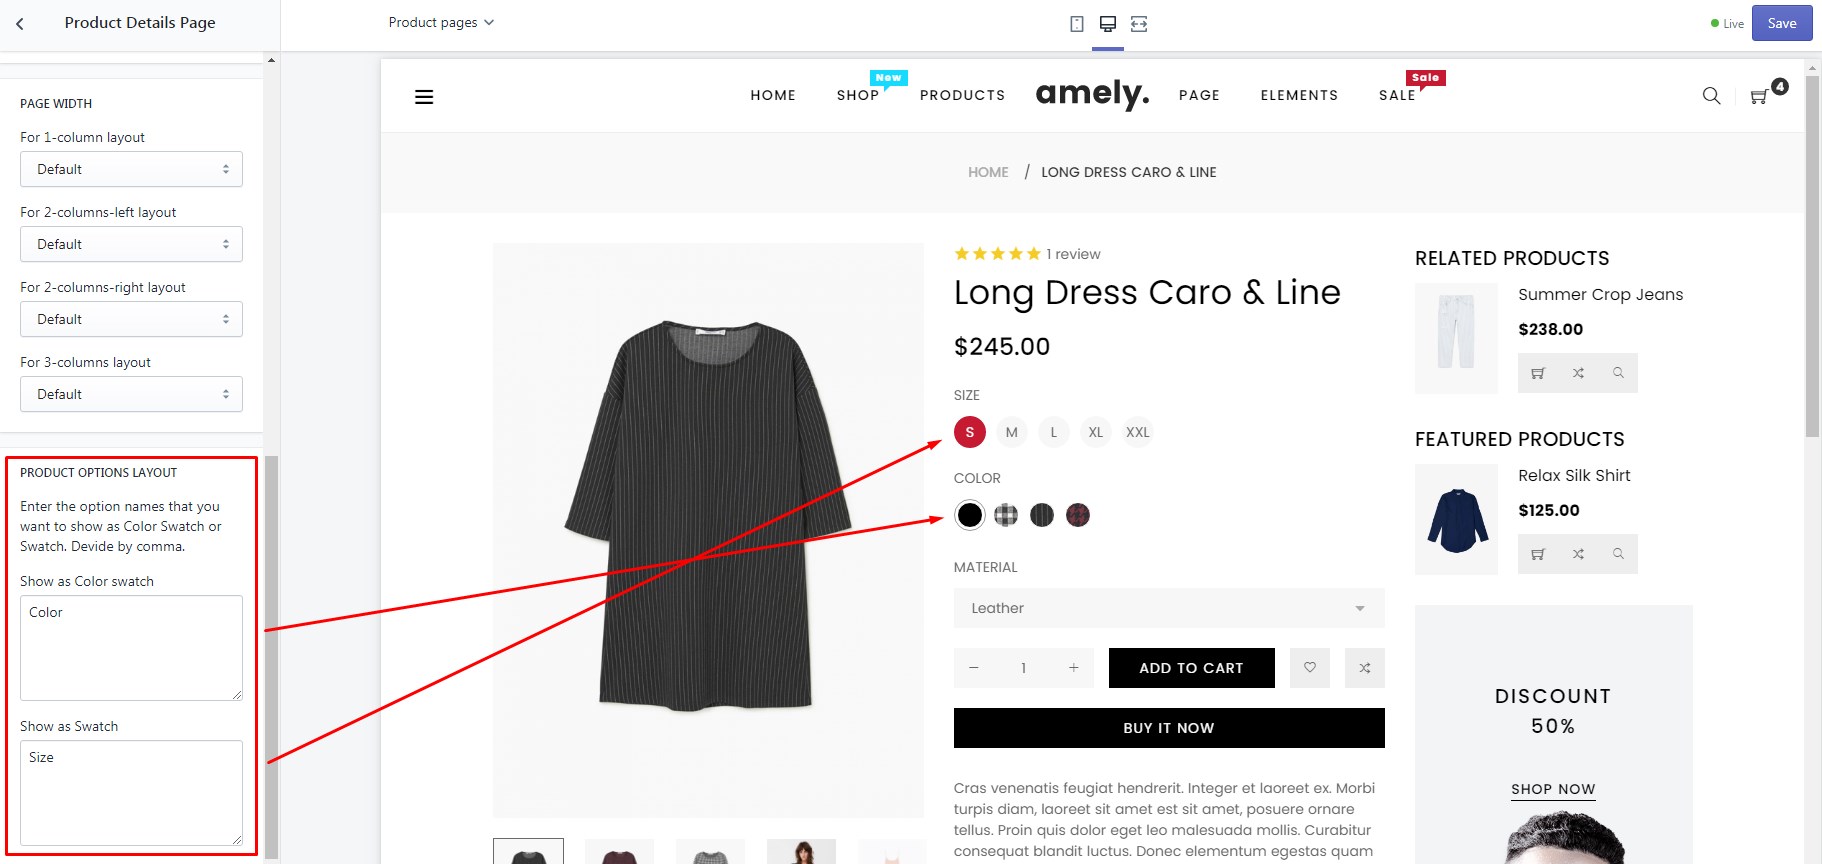 Product Details Page
Product pages
Live
Save
PAGE WIDTH
For 1-column layout
Default
For 2-columns-left layout
Default
For 2-columns-right layout
Default
For 3-columns layout
Default
PRODUCT OPTIONS LAYOUT
Enter the option names that you
want to show as Color Swatch or
Swatch. Devide by comma.
Show as Color swatch
Color
Show as Swatch
Size
HOME
SHOP
New
PRODUCTS
amely.
PAGE
ELEMENTS
SALE
Sale
4
HOME / LONG DRESS CARO & LINE
1 review
Long Dress Caro & Line
$245.00
SIZE
S M L XL XXL
COLOR
MATERIAL
Leather
− 1 +
ADD TO CART
BUY IT NOW
Cras venenatis feugiat hendrerit. Integer et laoreet ex. Morbi
turpis diam, laoreet sit amet est sit amet, posuere ornare
tellus. Proin quis dolor eget leo malesuada mollis. Curabitur
consequat blandit luctus. Donec elementum egestas quam
RELATED PRODUCTS
Summer Crop Jeans
$238.00
FEATURED PRODUCTS
Relax Silk Shirt
$125.00
DISCOUNT
50%
SHOP NOW